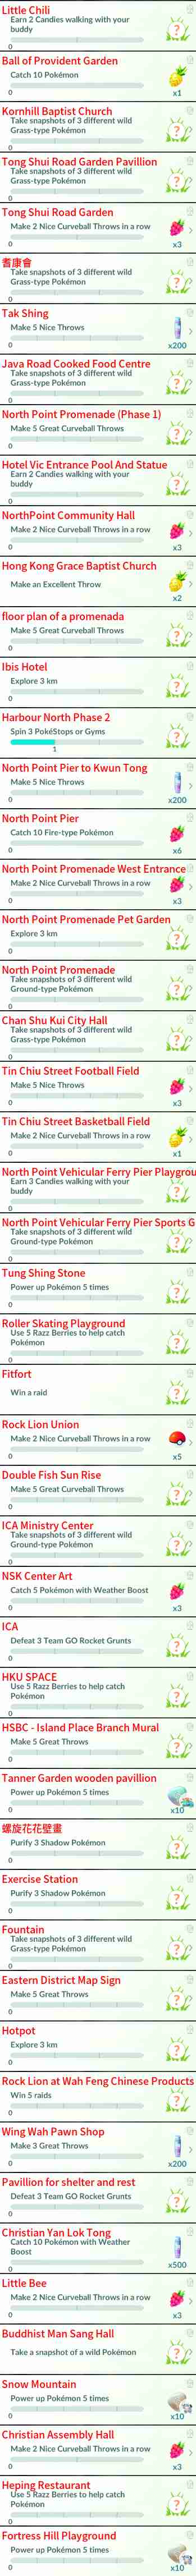 Little Chili
Earn 2 Candies walking with your
buddy
0
Ball of Provident Garden
Catch 10 Pokémon
0
x1
Kornhill Baptist Church
Take snapshots of 3 different wild
Grass-type Pokémon
0
Tong Shui Road Garden Pavillion
Take snapshots of 3 different wild
Grass-type Pokémon
0
Tong Shui Road Garden
Make 2 Nice Curveball Throws in a row
0
x3
耆康會
Take snapshots of 3 different wild
Grass-type Pokémon
0
Tak Shing
Make 5 Nice Throws
0
x200
Java Road Cooked Food Centre
Take snapshots of 3 different wild
Grass-type Pokémon
0
North Point Promenade (Phase 1)
Make 5 Great Curveball Throws
0
Hotel Vic Entrance Pool And Statue
Earn 2 Candies walking with your
buddy
0
NorthPoint Community Hall
Make 2 Nice Curveball Throws in a row
0
x3
Hong Kong Grace Baptist Church
Make an Excellent Throw
x2
floor plan of a promenada
Make 5 Great Curveball Throws
0
Ibis Hotel
Explore 3 km
0
Harbour North Phase 2
Spin 3 PokéStops or Gyms
1
North Point Pier to Kwun Tong
Make 5 Nice Throws
0
x200
North Point Pier
Catch 10 Fire-type Pokémon
0
x6
North Point Promenade West Entrance
Make 2 Nice Curveball Throws in a row
0
x3
North Point Promenade Pet Garden
Explore 3 km
0
North Point Promenade
Take snapshots of 3 different wild
Ground-type Pokémon
0
Chan Shu Kui City Hall
Take snapshots of 3 different wild
Grass-type Pokémon
0
Tin Chiu Street Football Field
Make 5 Nice Throws
0
x3
Tin Chiu Street Basketball Field
Make 2 Nice Curveball Throws in a row
0
x1
North Point Vehicular Ferry Pier Playgrou
Earn 3 Candies walking with your
buddy
0
North Point Vehicular Ferry Pier Sports G
Take snapshots of 3 different wild
Ground-type Pokémon
0
Tung Shing Stone
Power up Pokémon 5 times
0
Roller Skating Playground
Use 5 Razz Berries to help catch
Pokémon
0
Fitfort
Win a raid
Rock Lion Union
Make 2 Nice Curveball Throws in a row
0
x5
Double Fish Sun Rise
Make 5 Great Curveball Throws
0
ICA Ministry Center
Take snapshots of 3 different wild
Ground-type Pokémon
0
NSK Center Art
Catch 5 Pokémon with Weather Boost
0
x3
ICA
Defeat 3 Team GO Rocket Grunts
0
HKU SPACE
Use 5 Razz Berries to help catch
Pokémon
0
HSBC - Island Place Branch Mural
Make 5 Great Throws
0
Tanner Garden wooden pavillion
Power up Pokémon 5 times
0
x10
螺旋花花壁畫
Purify 3 Shadow Pokémon
0
Exercise Station
Purify 3 Shadow Pokémon
0
Fountain
Take snapshots of 3 different wild
Grass-type Pokémon
0
Eastern District Map Sign
Make 5 Great Throws
0
Hotpot
Explore 3 km
0
Rock Lion at Wah Feng Chinese Products
Win 5 raids
0
Wing Wah Pawn Shop
Make 3 Great Throws
0
x200
Pavillion for shelter and rest
Defeat 3 Team GO Rocket Grunts
0
Christian Yan Lok Tong
Catch 10 Pokémon with Weather
Boost
0
x500
Little Bee
Make 2 Nice Curveball Throws in a row
0
x3
Buddhist Man Sang Hall
Take a snapshot of a wild Pokémon
Snow Mountain
Power up Pokémon 5 times
0
x10
Christian Assembly Hall
Make 2 Nice Curveball Throws in a row
0
x3
Heping Restaurant
Use 5 Razz Berries to help catch
Pokémon
0
Fortress Hill Playground
Power up Pokémon 5 times
0
x10